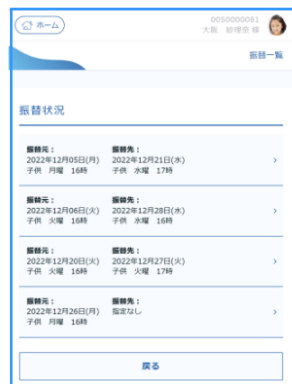 ホーム
0050000081
大阪 紗理奈 様
振替一覧
振替状況
振替元： 振替先：
2022年12月05日(月) 2022年12月21日(水) >
子供 月曜 16時 子供 水曜 17時
振替元： 振替先：
2022年12月06日(火) 2022年12月28日(水) >
子供 火曜 16時 子供 水曜 16時
振替元： 振替先：
2022年12月20日(火) 2022年12月27日(火) >
子供 火曜 16時 子供 火曜 17時
振替元： 振替先：
2022年12月26日(月) 指定なし >
子供 月曜 16時
戻る